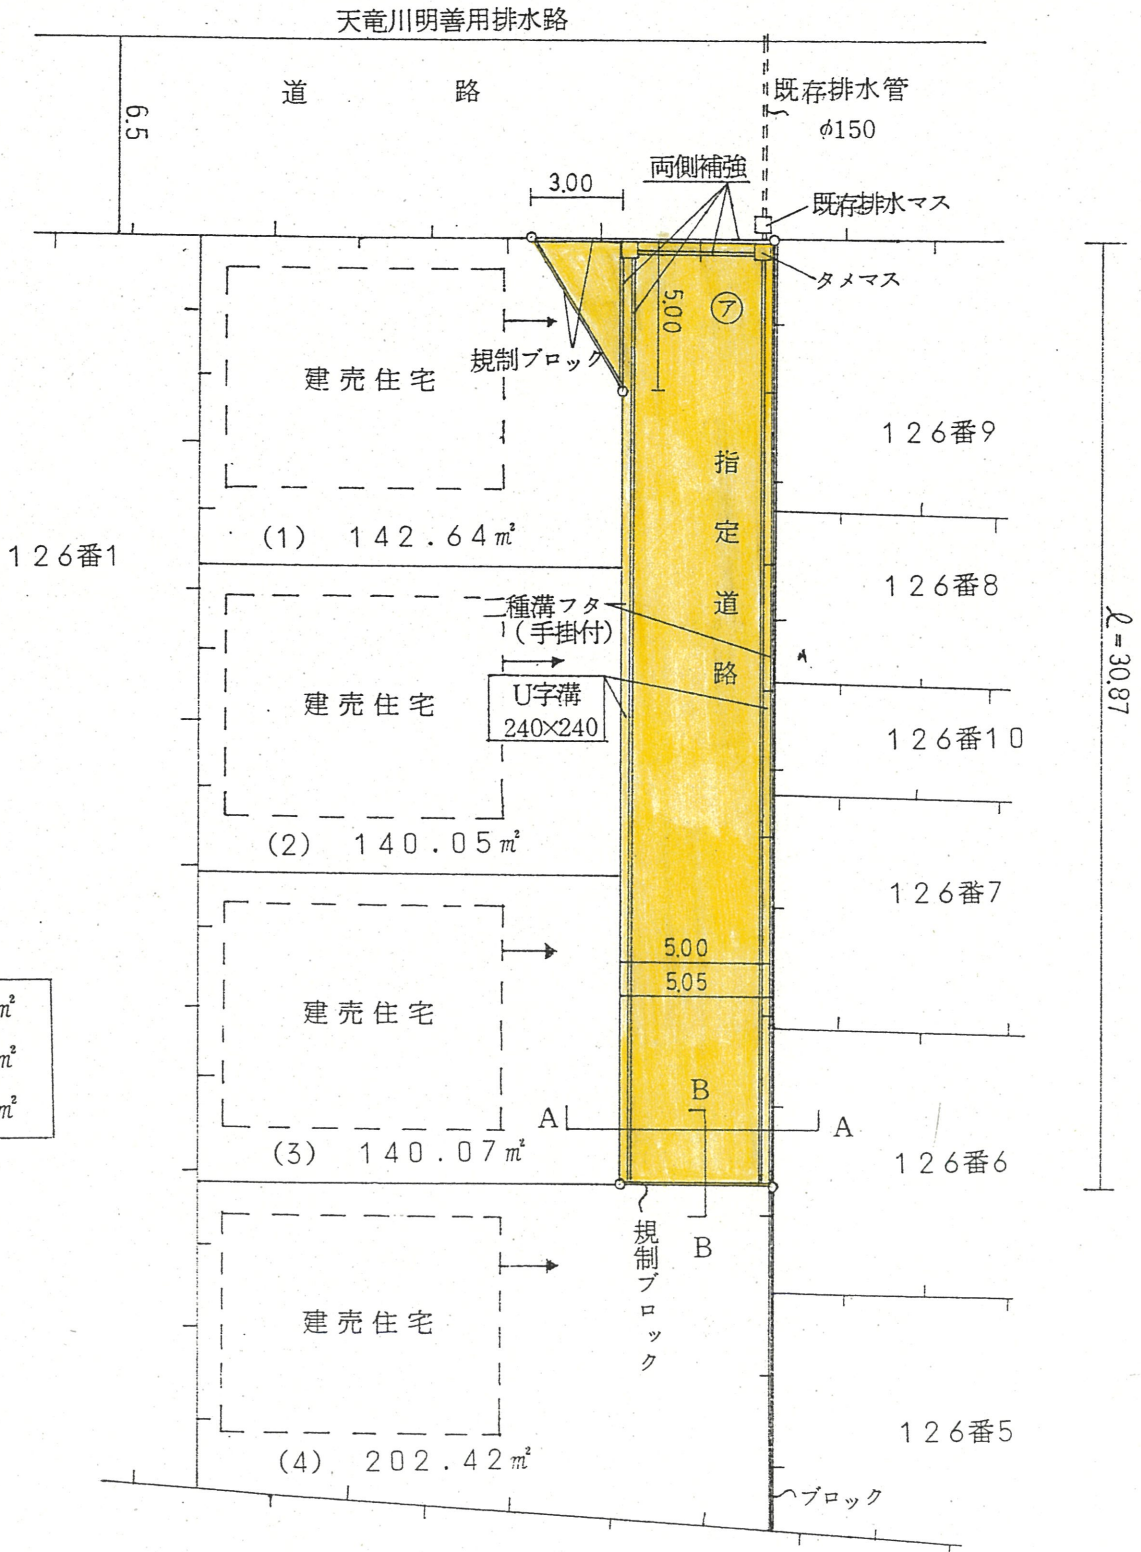 天竜川明善用排水路
道路
既存排水管
φ150
6.5
両側補強
3.00
既存排水マス
タメマス
5.00
㋐
規制ブロック
建売住宅
指定道路
126番9
(1) 142.64㎡
126番1
126番8
二種溝フタ
(手掛付)
ℓ=30.87
建売住宅
U字溝
240×240
126番10
(2) 140.05㎡
126番7
5.00
5.05
㎡
㎡
㎡
建売住宅
B
A
A
(3) 140.07㎡
126番6
B
規制ブロック
建売住宅
126番5
(4) 202.42㎡
ブロック